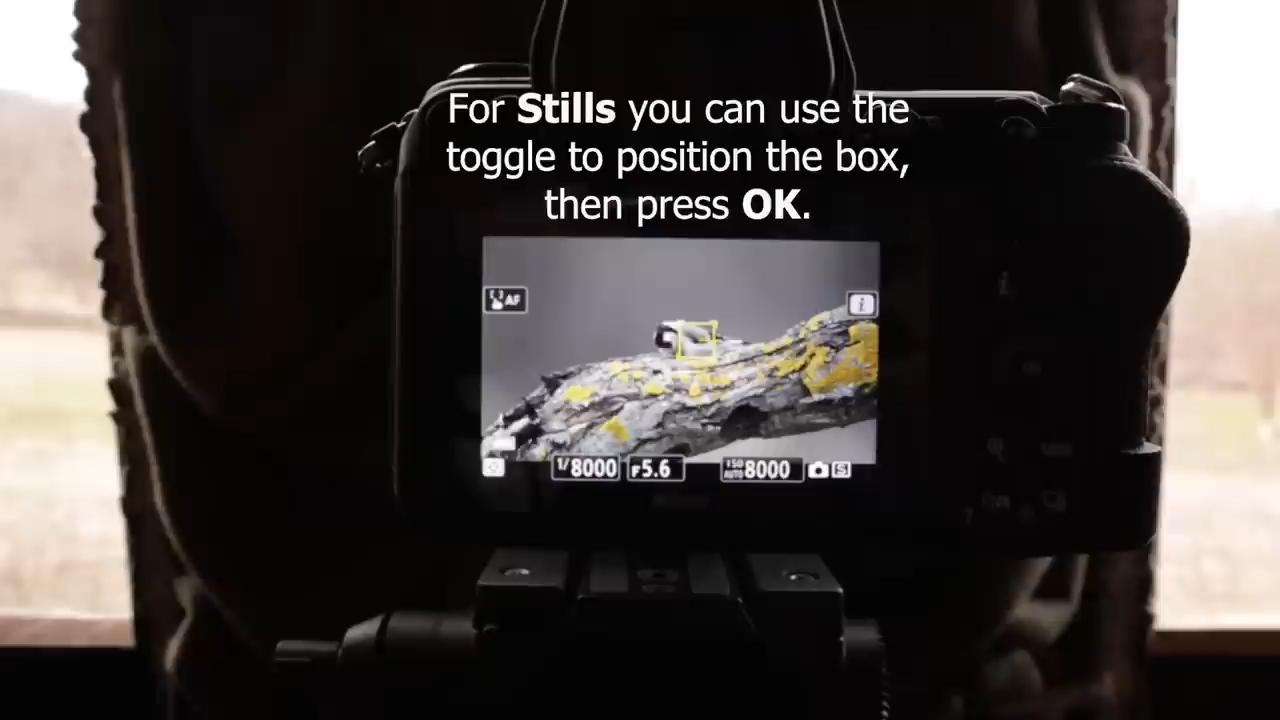 For Stills you can use the
toggle to position the box,
then press OK.
AF
i
1/8000
F5.6
ISO AUTO 8000
S
i